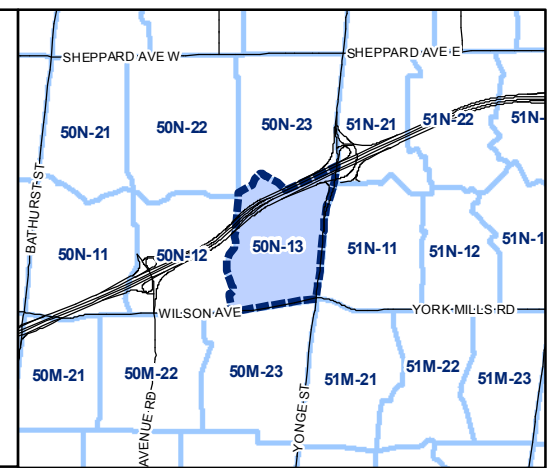 SHEPPARD AVE W
SHEPPARD AVE E
50N-21
50N-22
50N-23
51N-21
51N-22
51N-
BATHURST ST
50N-11
50N-12
50N-13
51N-11
51N-12
51N-1
WILSON AVE
YORK MILLS RD
50M-21
50M-22
50M-23
51M-21
51M-22
51M-23
AVENUE RD
YONGE ST